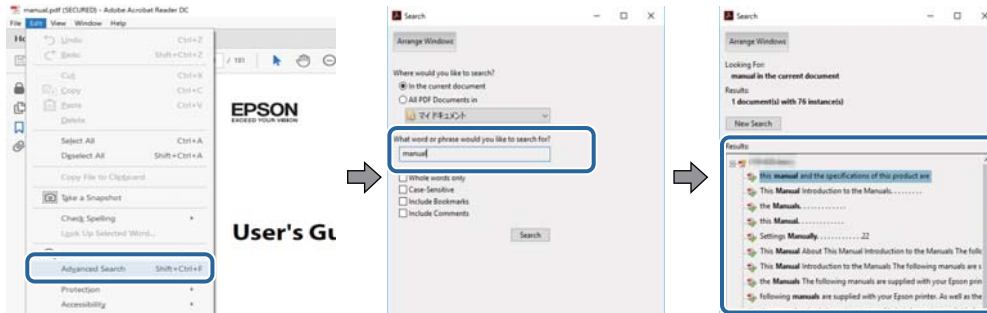 manual.pdf (SECURED) - Adobe Acrobat Reader DC
File Edit View Window Help
Undo Ctrl+Z
Redo Shift+Ctrl+Z
Cut Ctrl+X
Copy Ctrl+C
Paste Ctrl+V
Delete
Select All Ctrl+A
Deselect All Shift+Ctrl+A
Copy File to Clipboard
Take a Snapshot
Check Spelling
Look Up Selected Word...
Advanced Search Shift+Ctrl+F
Protection
Accessibility
/ 181
EPSON
EXCEED YOUR VISION
User's Gu
Search
Arrange Windows
Where would you like to search?
In the current document
All PDF Documents in
マイ ドキュメント
What word or phrase would you like to search for?
manual
Whole words only
Case-Sensitive
Include Bookmarks
Include Comments
Search
Search
Arrange Windows
Looking For:
manual in the current document
Results:
1 document(s) with 76 instance(s)
New Search
Results:
this manual and the specifications of this product are
This Manual Introduction to the Manuals. . . . . . . . .
the Manuals. . . . . . . . . . . . .
this Manual. . . . . . . . . . . . .
Settings Manually. . . . . . . . . . . . 22
This Manual About This Manual Introduction to the Manuals The follo
This Manual Introduction to the Manuals The following manuals are s
the Manuals The following manuals are supplied with your Epson prin
following manuals are supplied with your Epson printer. As well as the